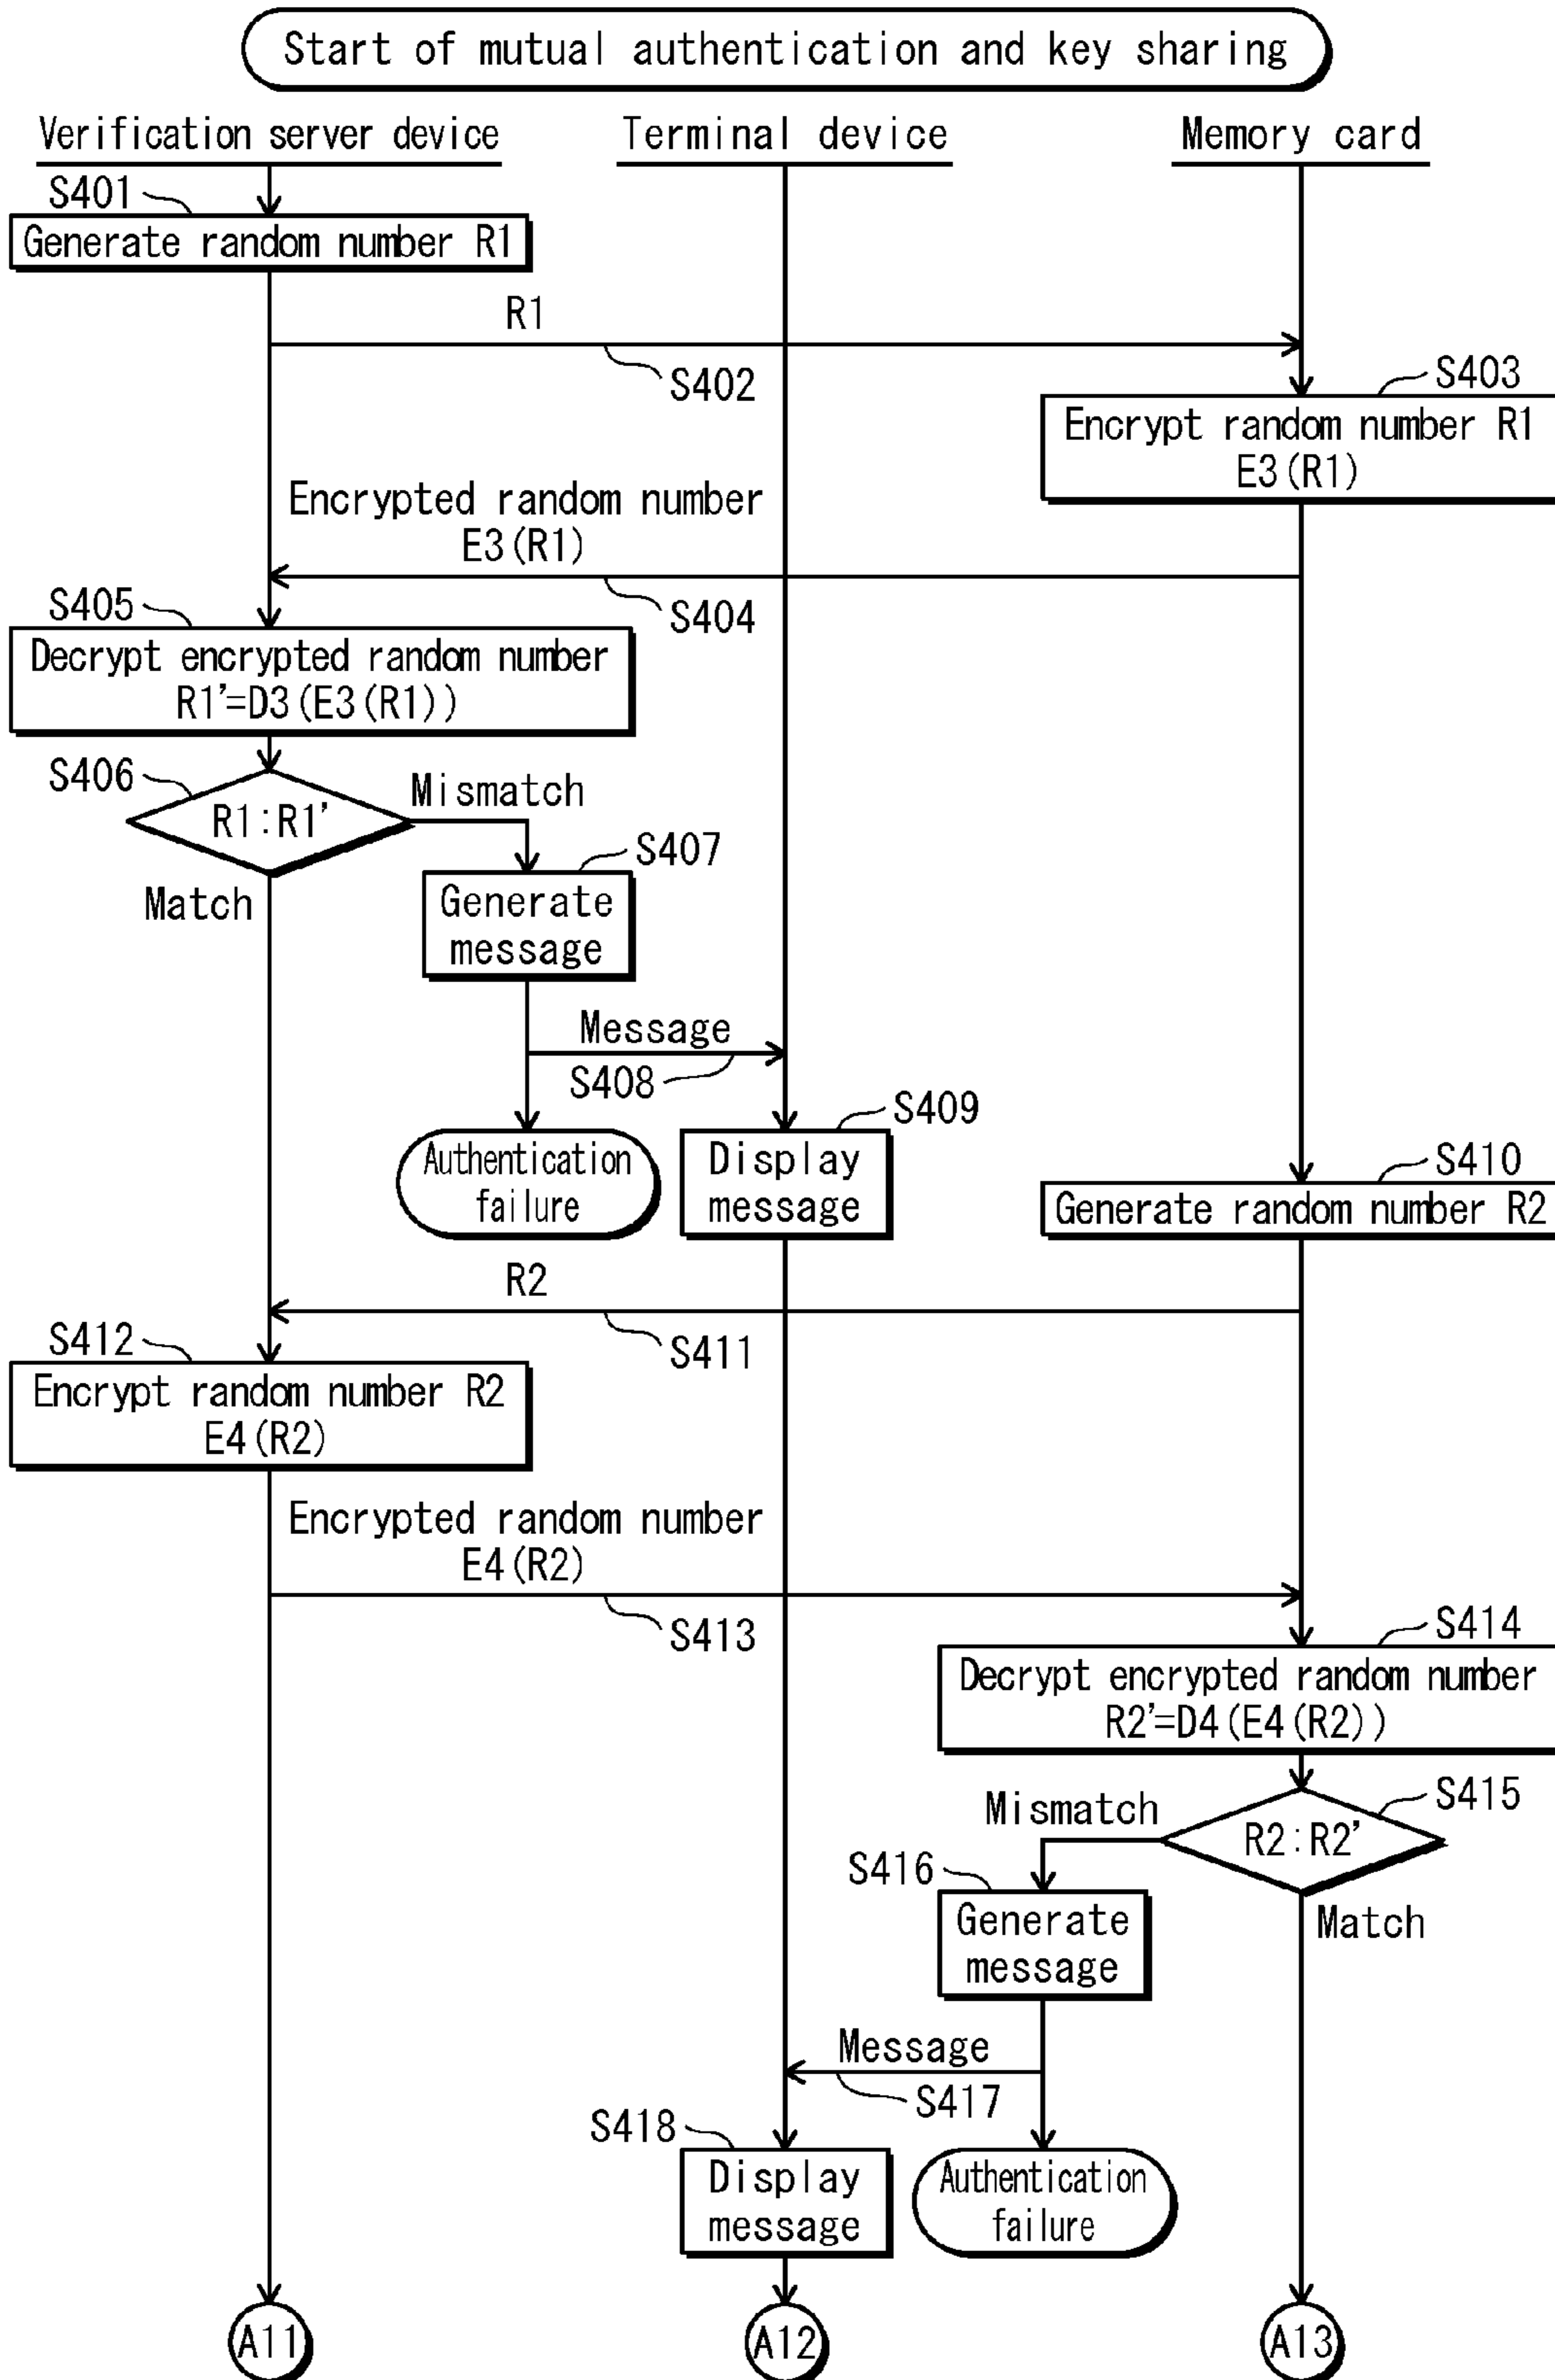 Start of mutual authentication and key sharing
Verification server device
Terminal device
Memory card
S401
Generate random number R1
R1
S402
S403
Encrypt random number R1
E3(R1)
Encrypted random number
E3(R1)
S404
S405
Decrypt encrypted random number
R1'=D3(E3(R1))
S406
R1:R1'
Mismatch
Match
S407
Generate
message
Message
S408
Authentication
failure
S409
Display
message
S410
Generate random number R2
R2
S411
S412
Encrypt random number R2
E4(R2)
Encrypted random number
E4(R2)
S413
S414
Decrypt encrypted random number
R2'=D4(E4(R2))
S415
R2:R2'
Mismatch
Match
S416
Generate
message
Message
S417
S418
Display
message
Authentication
failure
A11
A12
A13